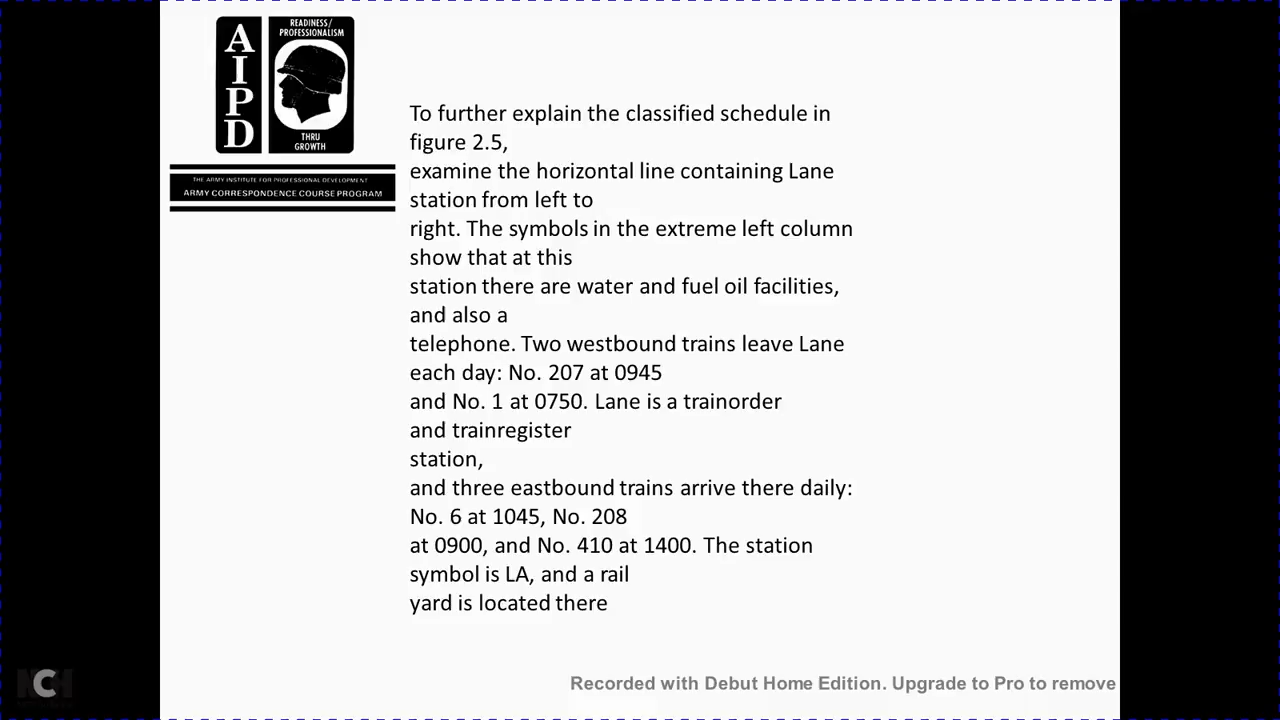 A
I
P
D
READINESS/
PROFESSIONALISM
THRU
GROWTH
THE ARMY INSTITUTE FOR PROFESSIONAL DEVELOPMENT
ARMY CORRESPONDENCE COURSE PROGRAM
To further explain the classified schedule in
figure 2.5,
examine the horizontal line containing Lane
station from left to
right. The symbols in the extreme left column
show that at this
station there are water and fuel oil facilities,
and also a
telephone. Two westbound trains leave Lane
each day: No. 207 at 0945
and No. 1 at 0750. Lane is a trainorder
and trainregister
station,
and three eastbound trains arrive there daily:
No. 6 at 1045, No. 208
at 0900, and No. 410 at 1400. The station
symbol is LA, and a rail
yard is located there
NCH
Recorded with Debut Home Edition. Upgrade to Pro to remove